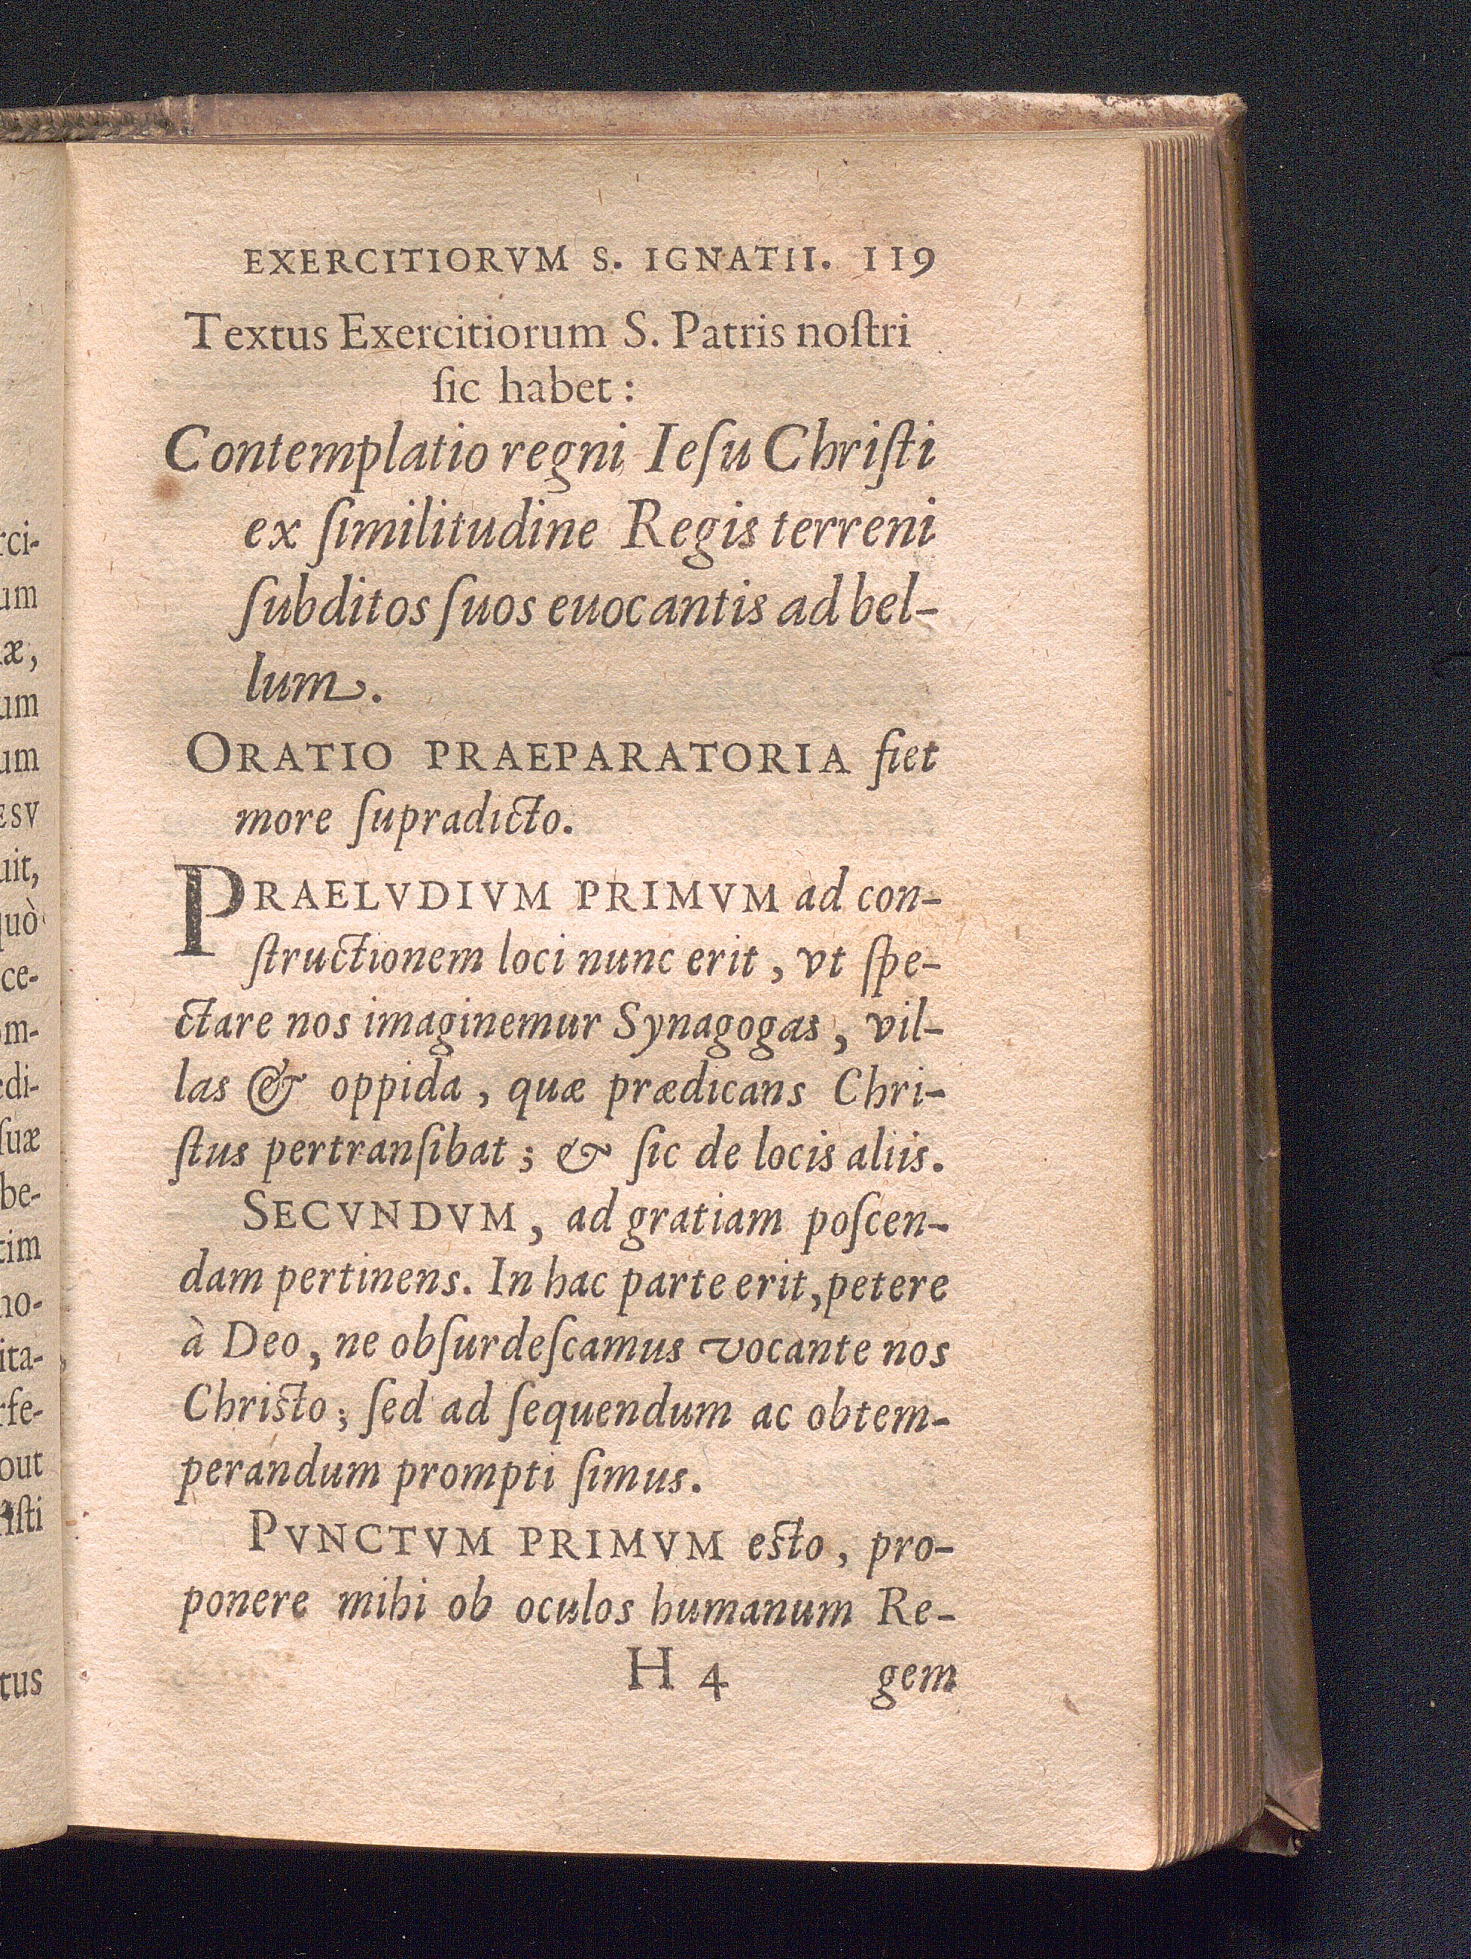 EXERCITIORVM S. IGNATII. 119
Textus Exercitiorum S. Patris noſtri
ſic habet:
Contemplatio regni Ieſu Chriſti
ex ſimilitudine Regis terreni
ſubditos ſuos euocantis ad bel-
lum.
ORATIO PRAEPARATORIA fiet
more ſupradicto.
PRAELVDIVM PRIMVM ad con-
ſtructionem loci nunc erit, vt ſpe-
ctare nos imaginemur Synagogas, vil-
las & oppida, quæ prædicans Chri-
ſtus pertranſibat; & ſic de locis aliis.
SECVNDVM, ad gratiam poſcen-
dam pertinens. In hac parte erit, petere
à Deo, ne obſurdeſcamus vocante nos
Chriſto; ſed ad ſequendum ac obtem-
perandum prompti ſimus.
PVNCTVM PRIMVM eſto, pro-
ponere mihi ob oculos humanum Re-
H 4 gem